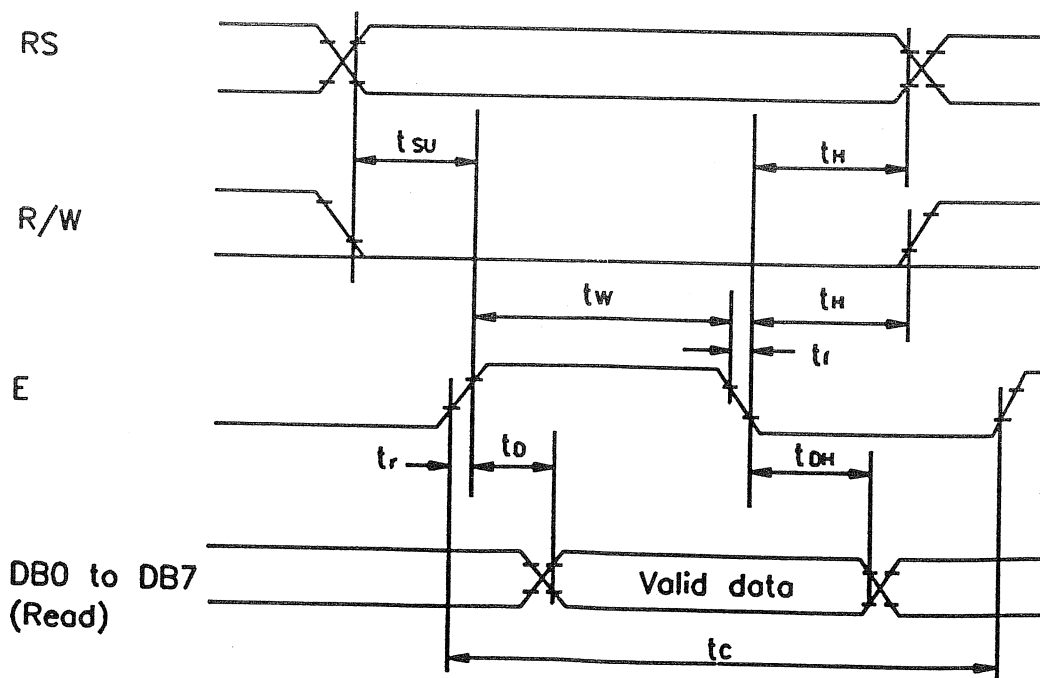 RS
tsu
tH
R/W
tw
tH
tf
E
tr
tD
tDH
DB0 to DB7
(Read)
Valid data
tc